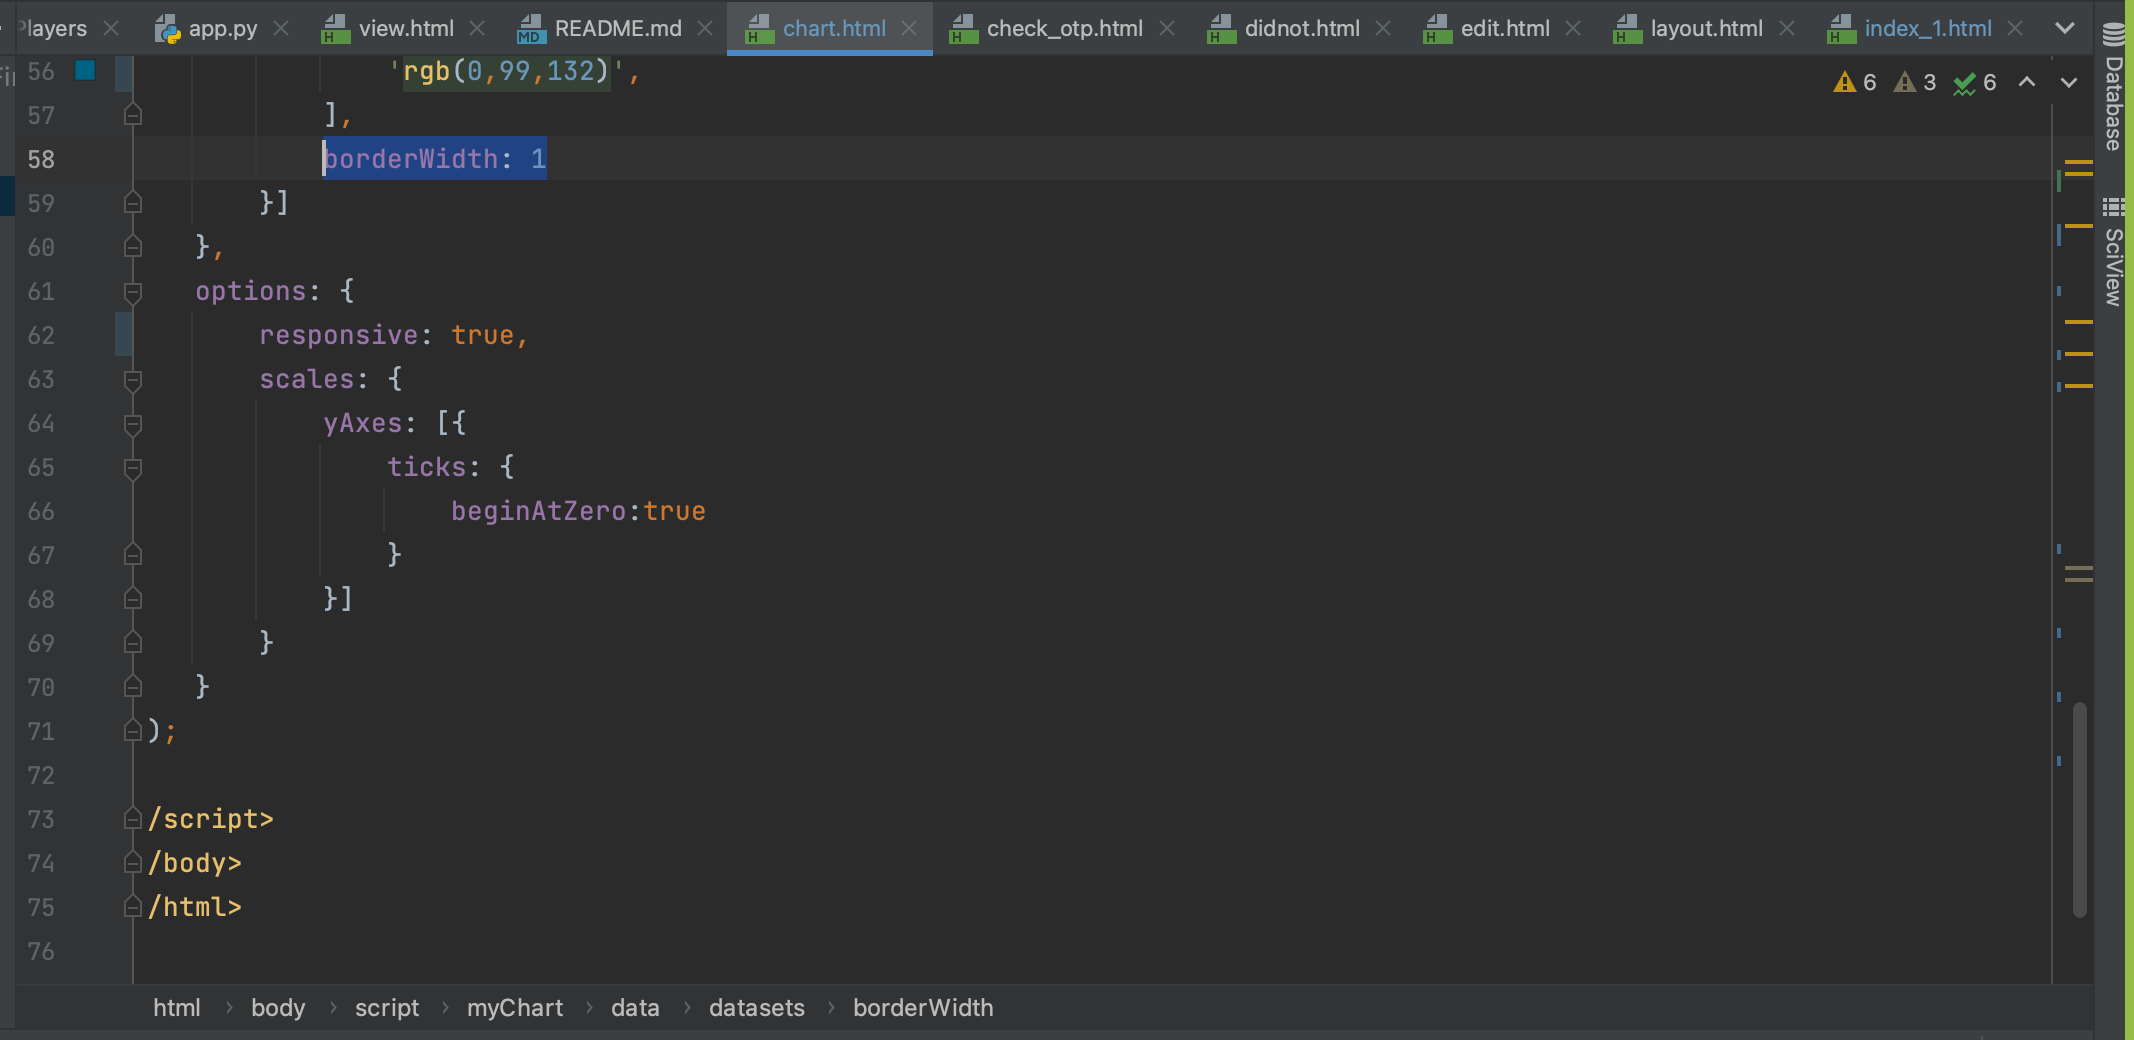 layers app.py view.html README.md chart.html check_otp.html didnot.html edit.html layout.html index_1.html
56 'rgb(0,99,132)', 6 3 6
57 ],
58 borderWidth: 1
59 }]
60 },
61 options: {
62 responsive: true,
63 scales: {
64 yAxes: [{
65 ticks: {
66 beginAtZero:true
67 }
68 }]
69 }
70 }
71 );
72
73 /script>
74 /body>
75 /html>
76
html › body › script › myChart › data › datasets › borderWidth
Database
SciView